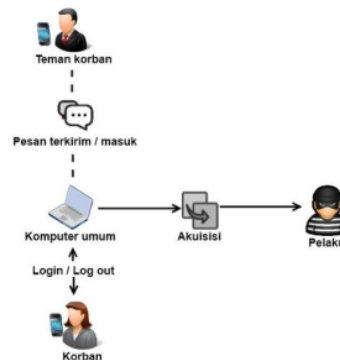 Teman korban
Pesan terkirim / masuk
Komputer umum
Akuisisi
Pelaku
Login / Log out
Korban